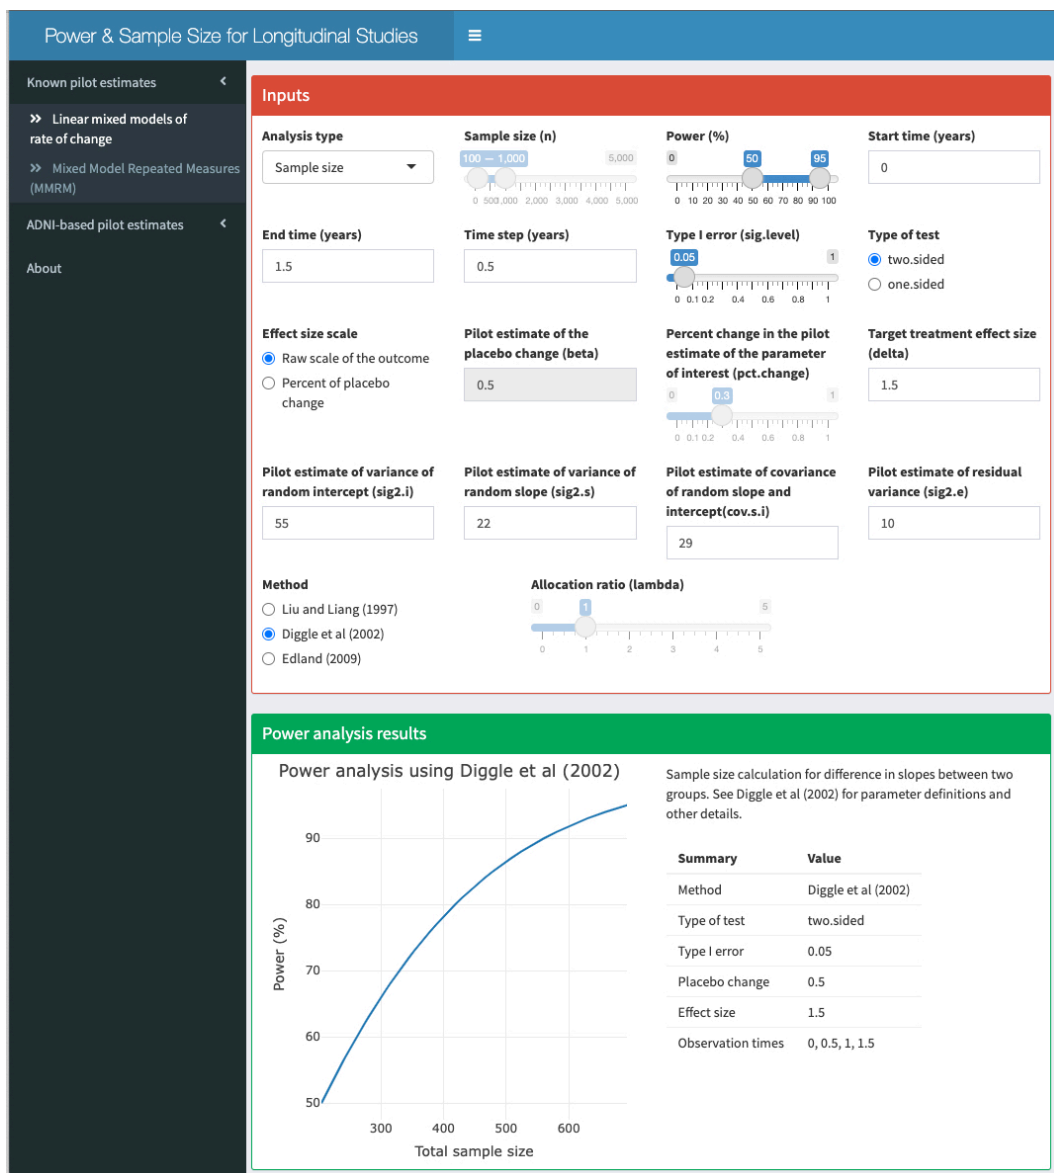 Power & Sample Size for Longitudinal Studies
Known pilot estimates
Linear mixed models of
rate of change
Mixed Model Repeated Measures
(MMRM)
ADNI-based pilot estimates
About
Inputs
Analysis type
Sample size
Sample size (n)
100 — 1,000
5,000
0 500 1,000 2,000 3,000 4,000 5,000
Power (%)
0
50
95
0 10 20 30 40 50 60 70 80 90 100
Start time (years)
0
End time (years)
1.5
Time step (years)
0.5
Type I error (sig.level)
0.05
1
0 0.1 0.2 0.4 0.6 0.8 1
Type of test
two.sided
one.sided
Effect size scale
Raw scale of the outcome
Percent of placebo
change
Pilot estimate of the
placebo change (beta)
0.5
Percent change in the pilot
estimate of the parameter
of interest (pct.change)
0
0.3
1
0 0.1 0.2 0.4 0.6 0.8 1
Target treatment effect size
(delta)
1.5
Pilot estimate of variance of
random intercept (sig2.i)
55
Pilot estimate of variance of
random slope (sig2.s)
22
Pilot estimate of covariance
of random slope and
intercept(cov.s.i)
29
Pilot estimate of residual
variance (sig2.e)
10
Method
Liu and Liang (1997)
Diggle et al (2002)
Edland (2009)
Allocation ratio (lambda)
0
1
5
0 1 2 3 4 5
Power analysis results
Power analysis using Diggle et al (2002)
Power (%)
90
80
70
60
50
300 400 500 600
Total sample size
Sample size calculation for difference in slopes between two
groups. See Diggle et al (2002) for parameter definitions and
other details.
Summary Value
Method Diggle et al (2002)
Type of test two.sided
Type I error 0.05
Placebo change 0.5
Effect size 1.5
Observation times 0, 0.5, 1, 1.5